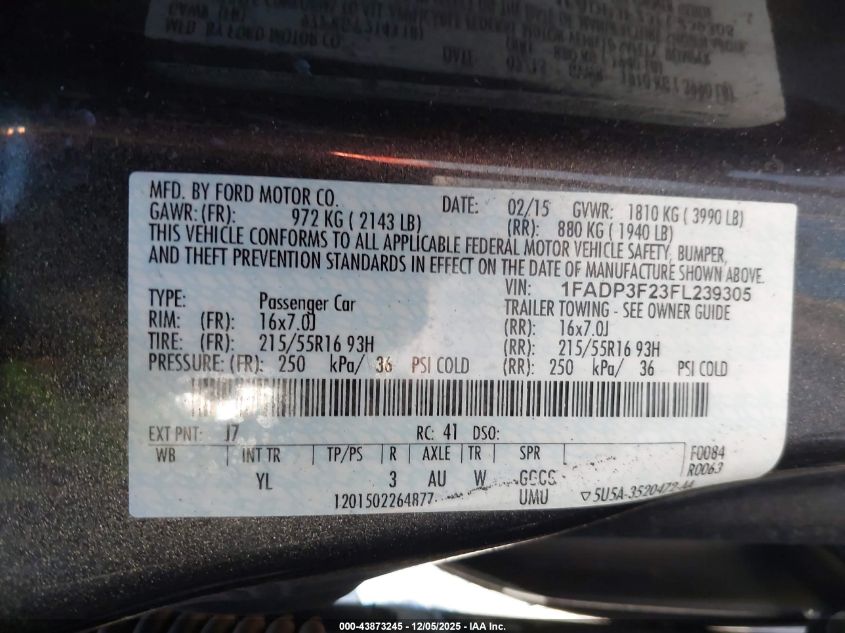 MFD. BY FORD MOTOR CO.
DATE: 02/15 GVWR: 1810 KG ( 3990 LB)
GAWR: (FR): 972 KG ( 2143 LB) (RR): 880 KG ( 1940 LB)
THIS VEHICLE CONFORMS TO ALL APPLICABLE FEDERAL MOTOR VEHICLE SAFETY, BUMPER,
AND THEFT PREVENTION STANDARDS IN EFFECT ON THE DATE OF MANUFACTURE SHOWN ABOVE.
VIN: 1FADP3F23FL239305
TYPE: Passenger Car TRAILER TOWING - SEE OWNER GUIDE
RIM: (FR): 16x7.0J (RR): 16x7.0J
TIRE: (FR): 215/55R16 93H (RR): 215/55R16 93H
PRESSURE: (FR): 250 kPa/ 36 PSI COLD (RR): 250 kPa/ 36 PSI COLD
EXT PNT: J7 RC: 41 DSO:
WB INT TR TP/PS R AXLE TR SPR F0084
YL 3 AU W GGGS R0063
1201502264877 UMU 5U5A-3520472-AA
000-43873245 - 12/05/2025 - IAA Inc.